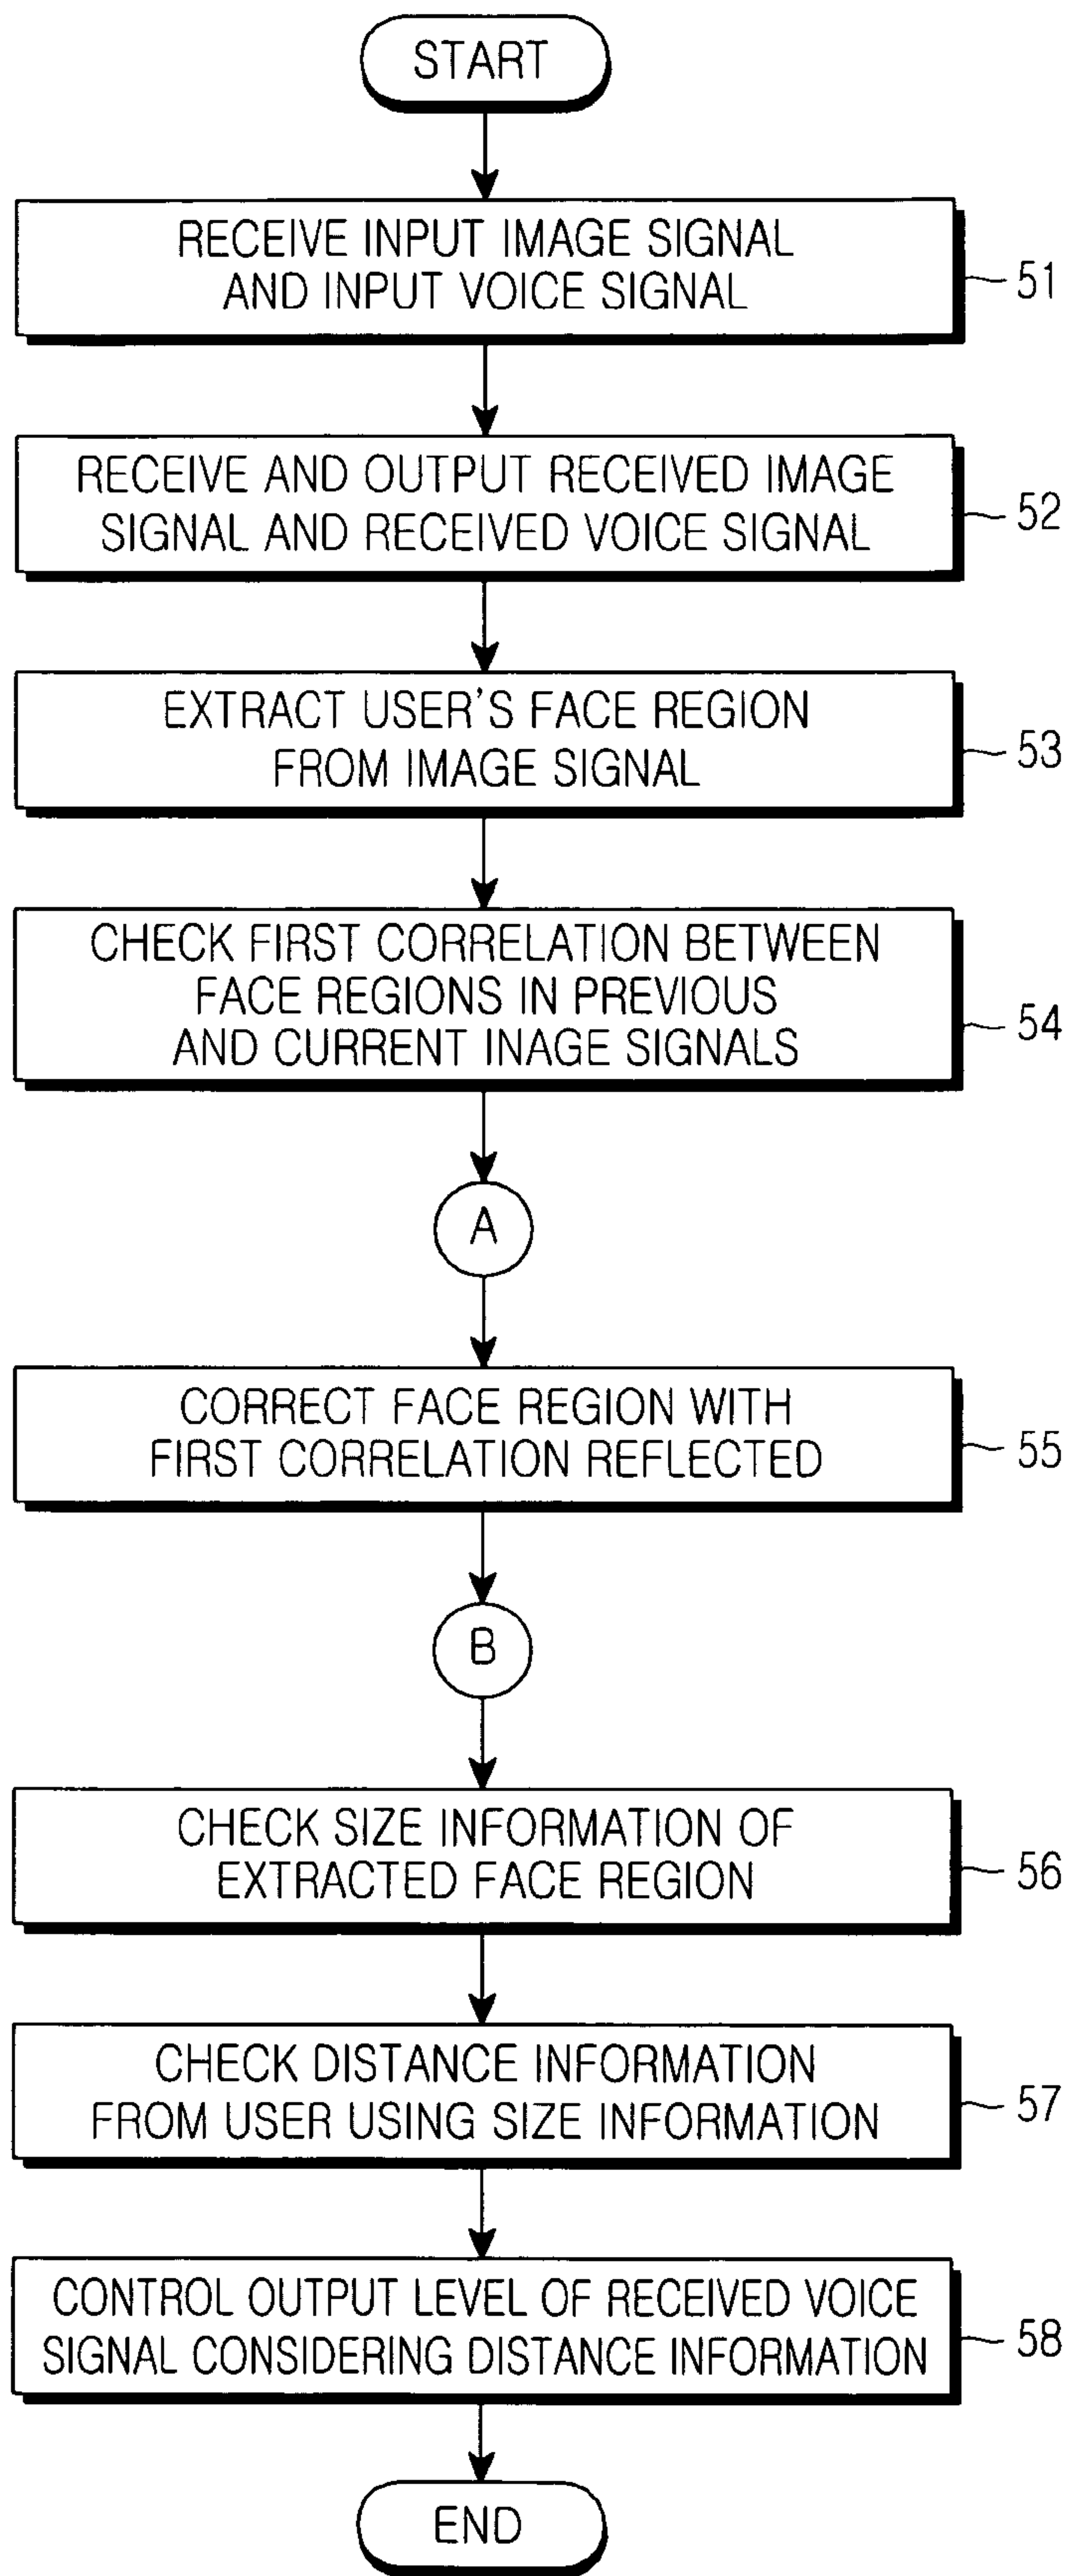 START
RECEIVE INPUT IMAGE SIGNAL
AND INPUT VOICE SIGNAL
51
RECEIVE AND OUTPUT RECEIVED IMAGE
SIGNAL AND RECEIVED VOICE SIGNAL
52
EXTRACT USER'S FACE REGION
FROM IMAGE SIGNAL
53
CHECK FIRST CORRELATION BETWEEN
FACE REGIONS IN PREVIOUS
AND CURRENT INAGE SIGNALS
54
A
CORRECT FACE REGION WITH
FIRST CORRELATION REFLECTED
55
B
CHECK SIZE INFORMATION OF
EXTRACTED FACE REGION
56
CHECK DISTANCE INFORMATION
FROM USER USING SIZE INFORMATION
57
CONTROL OUTPUT LEVEL OF RECEIVED VOICE
SIGNAL CONSIDERING DISTANCE INFORMATION
58
END